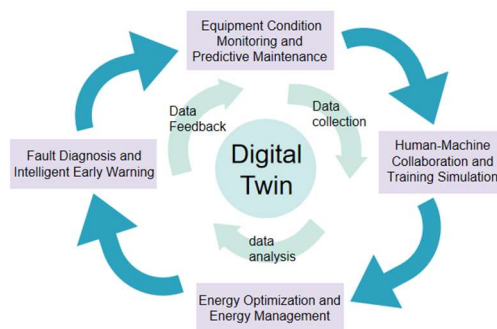 Equipment Condition
Monitoring and
Predictive Maintenance
Data
Feedback
Data
collection
Fault Diagnosis and
Intelligent Early Warning
Digital
Twin
Human-Machine
Collaboration and
Training Simulation
data
analysis
Energy Optimization and
Energy Management